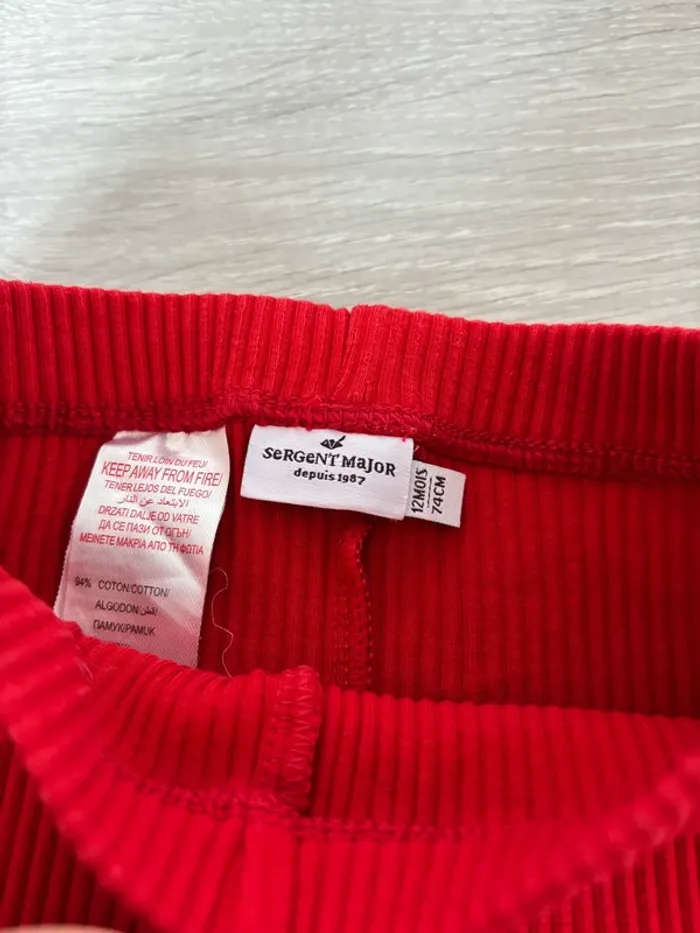 TENIR LOIN DU FEU/
KEEP AWAY FROM FIRE/
TENER LEJOS DEL FUEGO/
الابتعاد عن النار/
DRZATI DALJE OD VATRE
ДА СЕ ПАЗИ ОТ ОГЪН/
ΜΕΙΝΕΤΕ ΜΑΚΡΙΑ ΑΠΟ ΤΗ ΦΩΤΙΑ
94% COTON/COTTON/
ALGODON/قطن/
ПАМУК/PAMUK
SeRGeNT MaJOR
depuis 1987
12MOIS
74CM